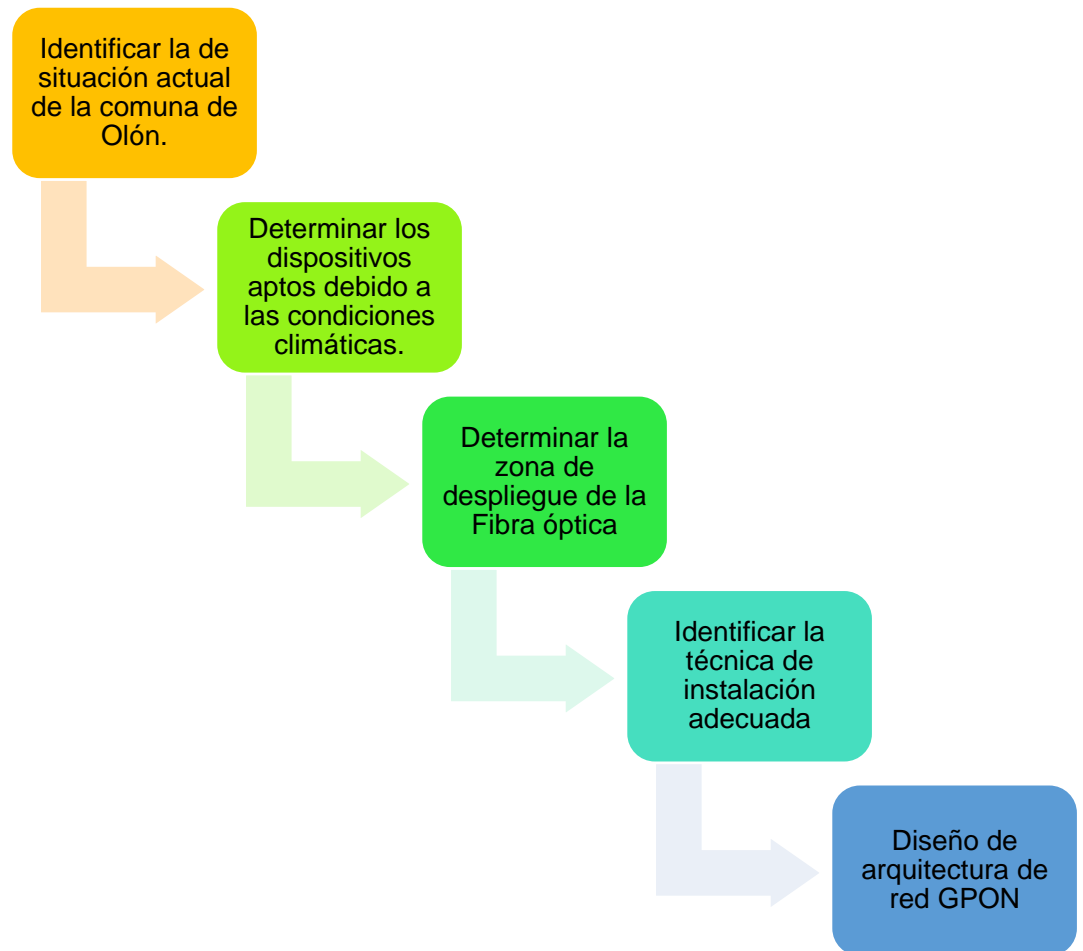 Identificar la de
situación actual
de la comuna de
Olón.
Determinar los
dispositivos
aptos debido a
las condiciones
climáticas.
Determinar la
zona de
despliegue de la
Fibra óptica
Identificar la
técnica de
instalación
adecuada
Diseño de
arquitectura de
red GPON